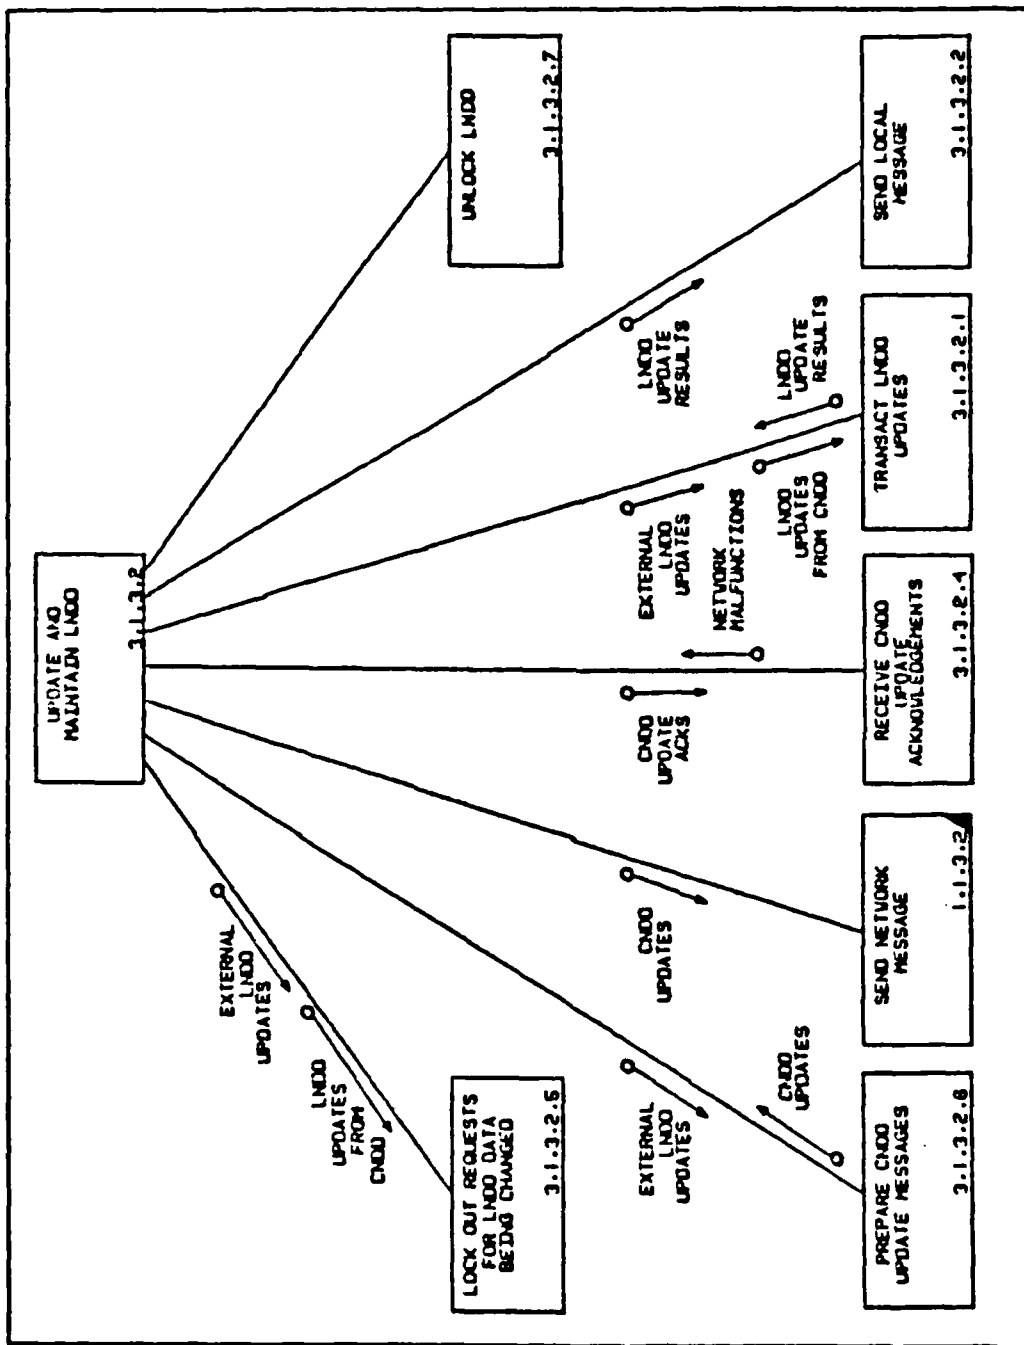 UPDATE AND
MAINTAIN LNDD
3.1.3.2
EXTERNAL
LNDD
UPDATES
LNDD
UPDATES
FROM
CNDD
LOCK OUT REQUESTS
FOR LNDD DATA
BEING CHANGED
3.1.3.2.5
UNLOCK LNDD
3.1.3.2.7
EXTERNAL
LNDD
UPDATES
CNDD
UPDATES
CNDD
UPDATES
CNDD
UPDATE
ACKS
NETWORK
MALFUNCTIONS
EXTERNAL
LNDD
UPDATES
LNDD
UPDATES
FROM CNDD
LNDD
UPDATE
RESULTS
LNDD
UPDATE
RESULTS
PREPARE CNDD
UPDATE MESSAGES
3.1.3.2.6
SEND NETWORK
MESSAGE
1.1.3.2
RECEIVE CNDD
UPDATE
ACKNOWLEDGEMENTS
3.1.3.2.4
TRANSACT LNDD
UPDATES
3.1.3.2.1
SEND LOCAL
MESSAGE
3.1.3.2.2